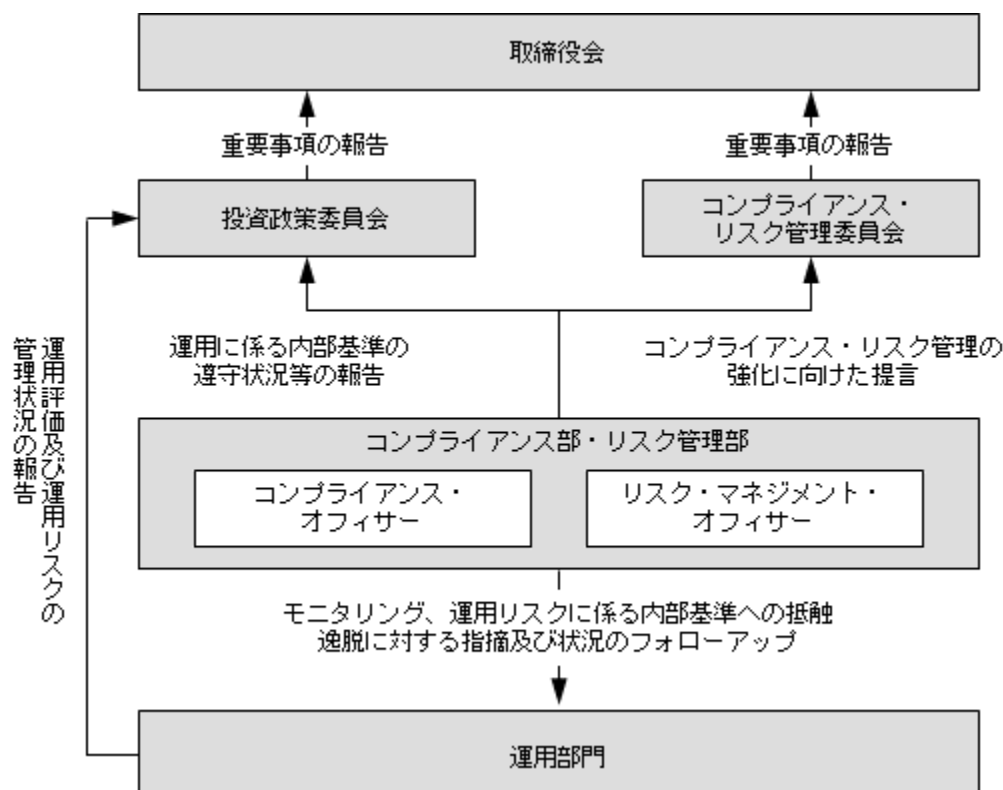 取締役会
重要事項の報告
重要事項の報告
投資政策委員会
コンプライアンス・
リスク管理委員会
運用に係る内部基準の
遵守状況等の報告
コンプライアンス・リスク管理の
強化に向けた提言
運用評価及び運用リスクの
管理状況の報告
コンプライアンス部・リスク管理部
コンプライアンス・
オフィサー
リスク・マネジメント・
オフィサー
モニタリング、運用リスクに係る内部基準への抵触
逸脱に対する指摘及び状況のフォローアップ
運用部門